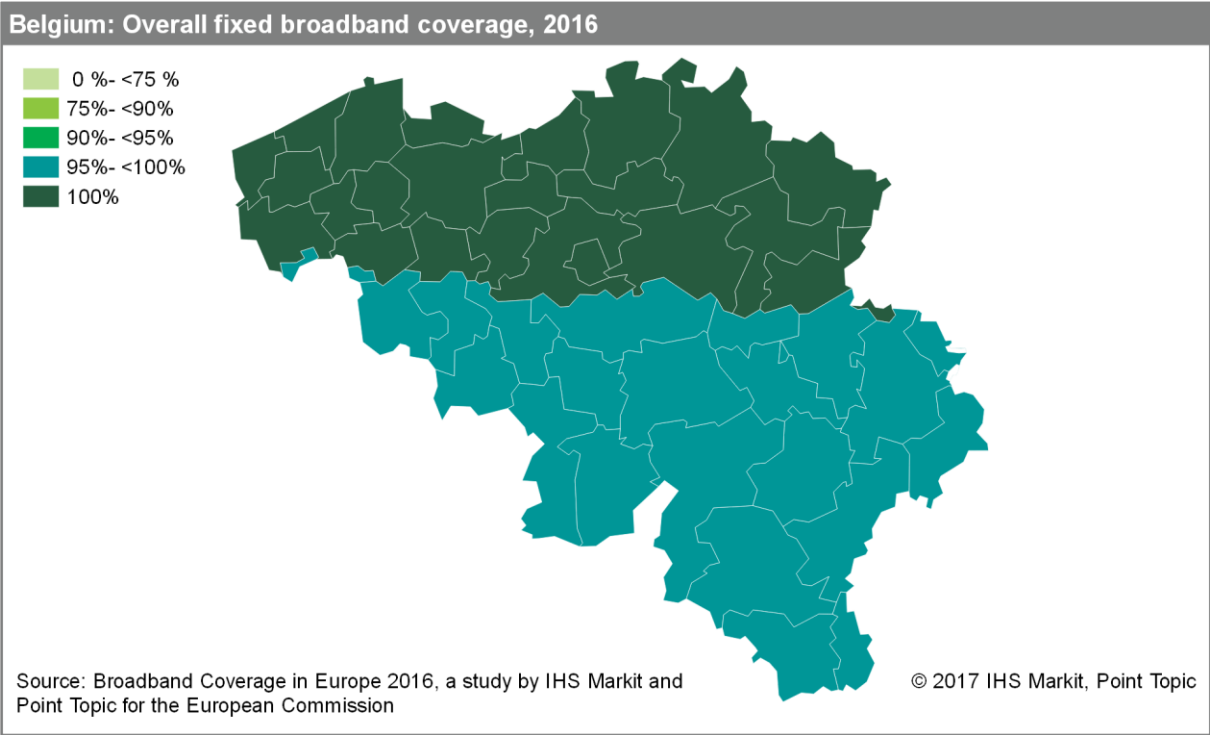 Belgium: Overall fixed broadband coverage, 2016
0 %- <75 %
75%- <90%
90%- <95%
95%- <100%
100%
Source: Broadband Coverage in Europe 2016, a study by IHS Markit and
Point Topic for the European Commission
© 2017 IHS Markit, Point Topic